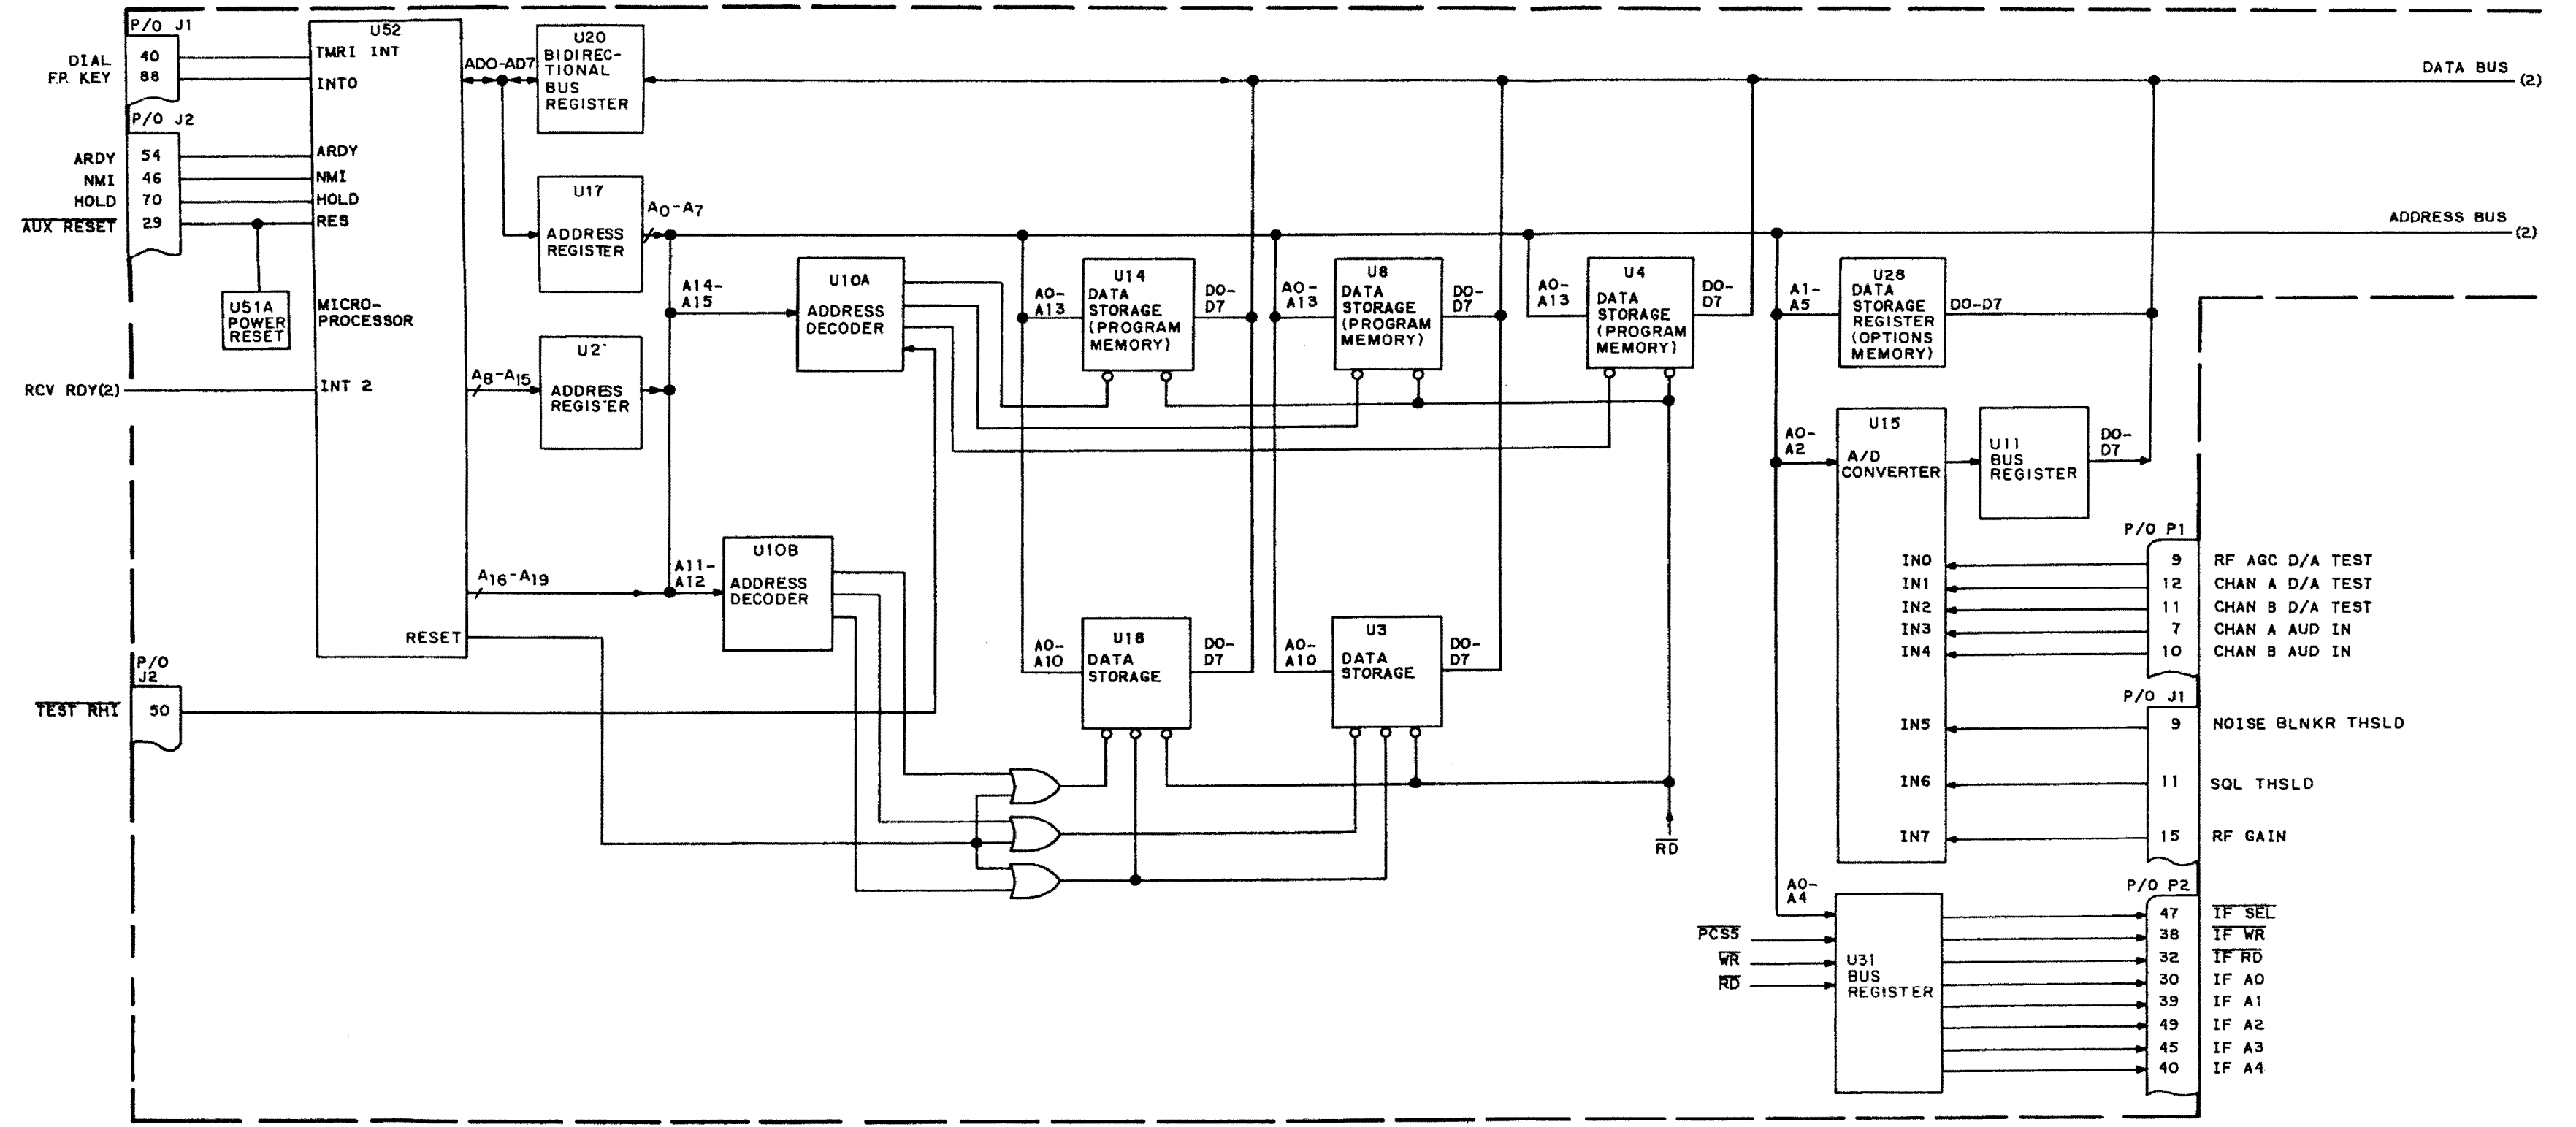 P/O J1
DIAL 40
F.P. KEY 88
P/O J2
ARDY 54
NMI 46
HOLD 70
AUX RESET 29
U51A
POWER
RESET
RCV RDY(2)
P/O
J2
TEST RHI 50
U52
TMRI INT
INTO
ARDY
NMI
HOLD
RES
MICRO-
PROCESSOR
INT 2
RESET
AD0-AD7
A8-A15
A16-A19
U20
BIDIREC-
TIONAL
BUS
REGISTER
U17
ADDRESS
REGISTER
A0-A7
U2
ADDRESS
REGISTER
A14-
A15
U10A
ADDRESS
DECODER
A11-
A12
U10B
ADDRESS
DECODER
A0-
A13
U14
DATA
STORAGE
(PROGRAM
MEMORY)
D0-
D7
A0-
A13
U8
DATA
STORAGE
(PROGRAM
MEMORY)
D0-
D7
A0-
A13
U4
DATA
STORAGE
(PROGRAM
MEMORY)
D0-
D7
A0-
A10
U18
DATA
STORAGE
D0-
D7
A0-
A10
U3
DATA
STORAGE
D0-
D7
RD
DATA BUS
(2)
ADDRESS BUS
(2)
A1-
A5
U28
DATA
STORAGE
REGISTER
(OPTIONS
MEMORY)
D0-D7
A0-
A2
U15
A/D
CONVERTER
U11
BUS
REGISTER
D0-
D7
P/O P1
IN0 9 RF AGC D/A TEST
IN1 12 CHAN A D/A TEST
IN2 11 CHAN B D/A TEST
IN3 7 CHAN A AUD IN
IN4 10 CHAN B AUD IN
P/O J1
IN5 9 NOISE BLNKR THSLD
IN6 11 SQL THSLD
IN7 15 RF GAIN
P/O P2
A0-
A4
PCS5
WR
RD
U31
BUS
REGISTER
47 IF SEL
38 IF WR
32 IF RD
30 IF A0
39 IF A1
49 IF A2
45 IF A3
40 IF A4